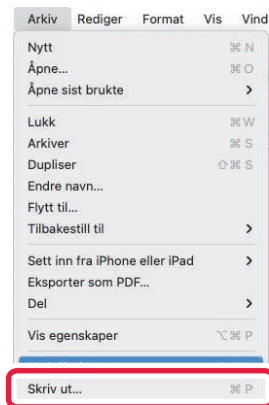 Arkiv Rediger Format Vis Vind
Nytt ⌘ N
Åpne... ⌘ O
Åpne sist brukte >
Lukk ⌘ W
Arkiver ⌘ S
Dupliser ⇧ ⌘ S
Endre navn...
Flytt til...
Tilbakestill til >
Sett inn fra iPhone eller iPad >
Eksporter som PDF...
Del >
Vis egenskaper ⌥ ⌘ P
Skriv ut... ⌘ P